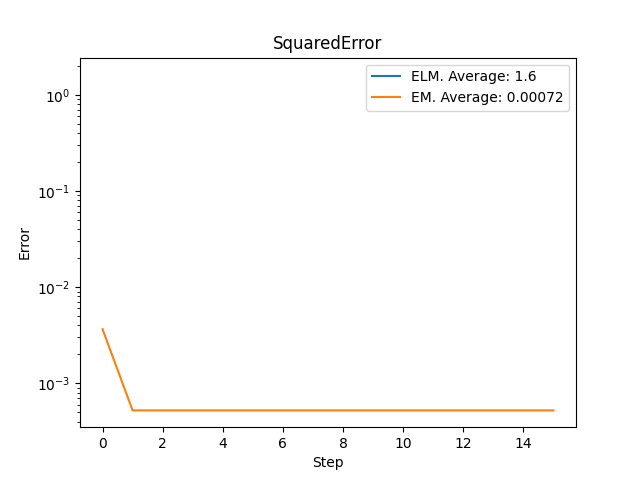 SquaredError
ELM. Average: 1.6
EM. Average: 0.00072
10⁰
10⁻¹
10⁻²
10⁻³
Error
0 2 4 6 8 10 12 14
Step